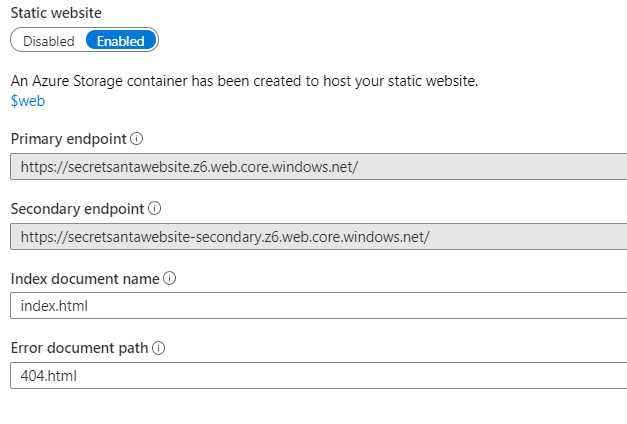 Static website
Disabled Enabled
An Azure Storage container has been created to host your static website.
$web
Primary endpoint
https://secretsantawebsite.z6.web.core.windows.net/
Secondary endpoint
https://secretsantawebsite-secondary.z6.web.core.windows.net/
Index document name
index.html
Error document path
404.html